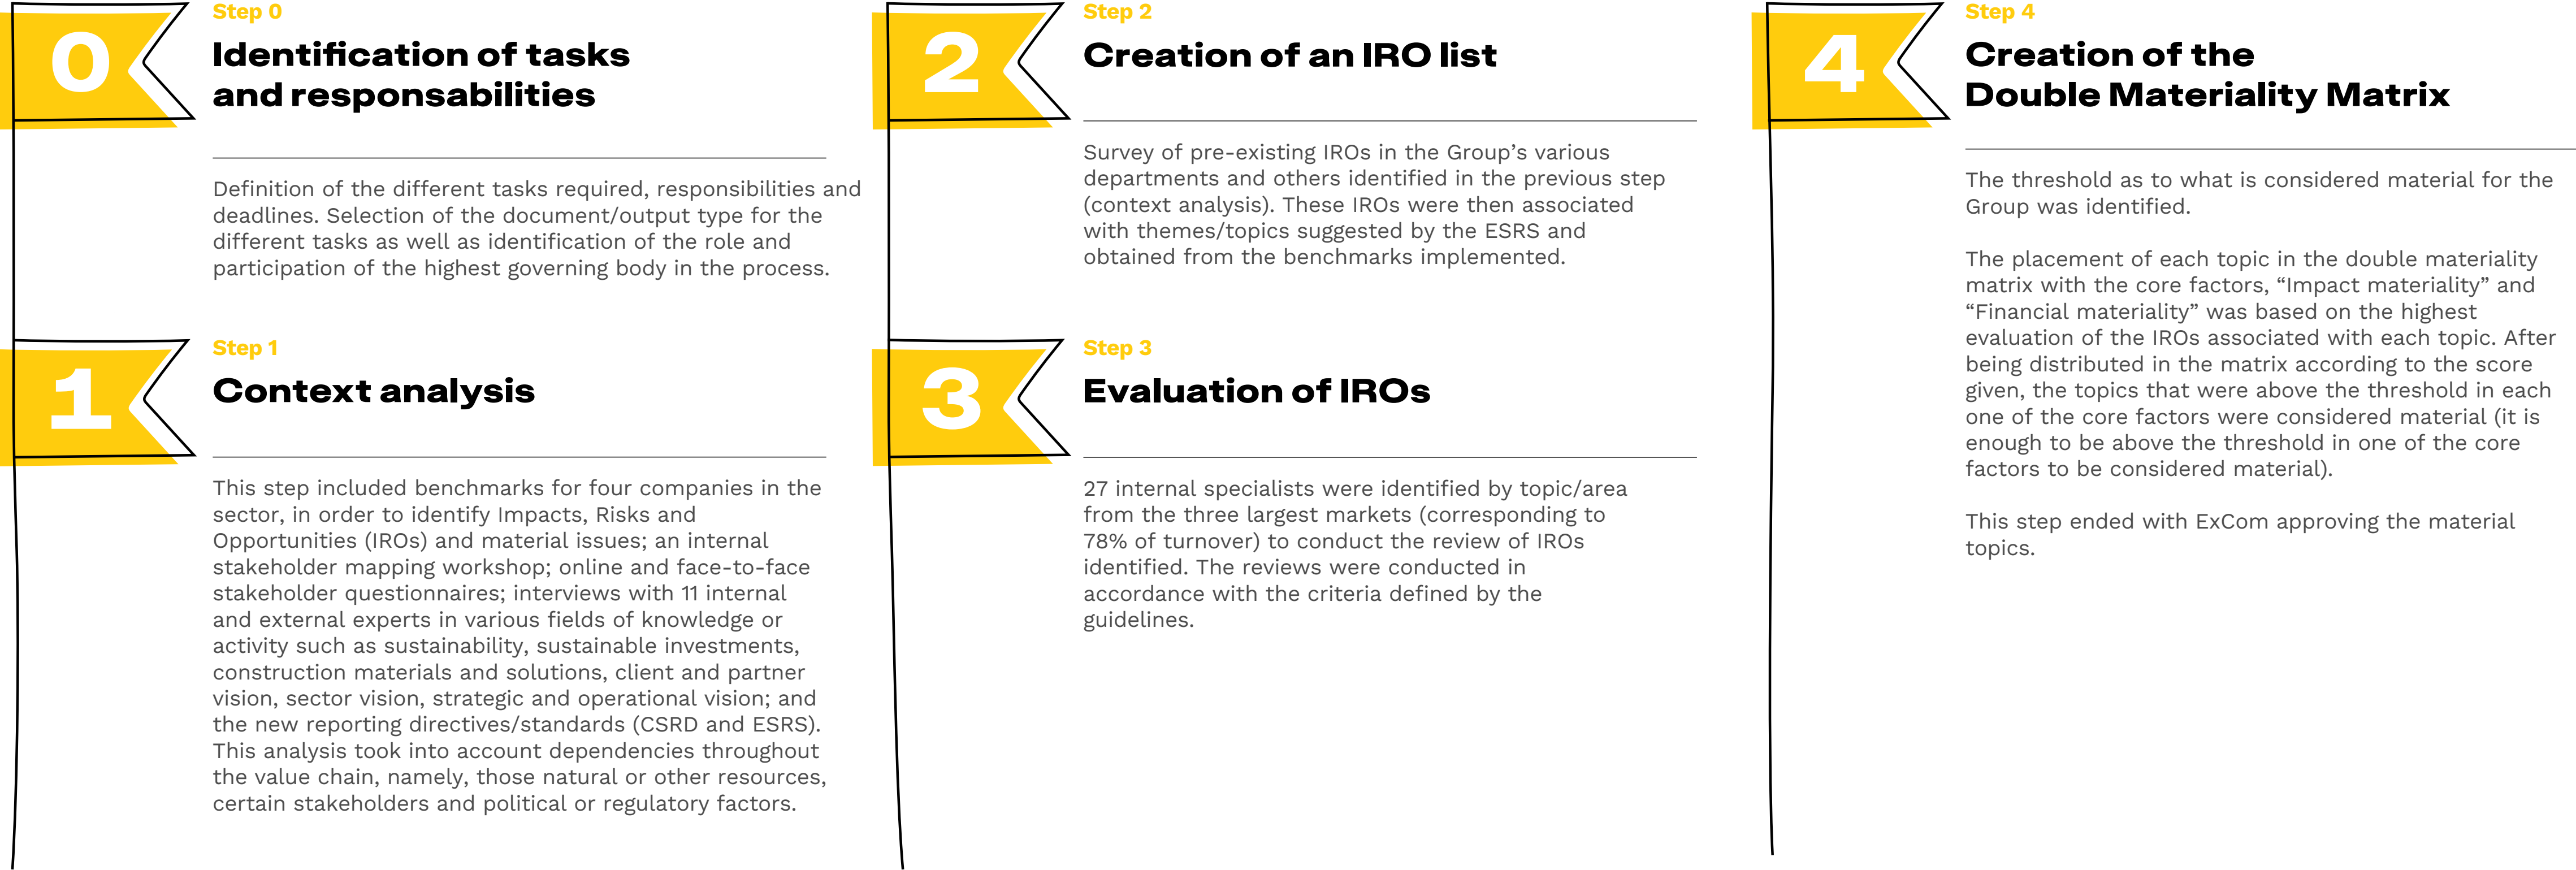 0
Step 0
Identification of tasks
and responsabilities
Definition of the different tasks required, responsibilities and
deadlines. Selection of the document/output type for the
different tasks as well as identification of the role and
participation of the highest governing body in the process.
1
Step 1
Context analysis
This step included benchmarks for four companies in the
sector, in order to identify Impacts, Risks and
Opportunities (IROs) and material issues; an internal
stakeholder mapping workshop; online and face-to-face
stakeholder questionnaires; interviews with 11 internal
and external experts in various fields of knowledge or
activity such as sustainability, sustainable investments,
construction materials and solutions, client and partner
vision, sector vision, strategic and operational vision; and
the new reporting directives/standards (CSRD and ESRS).
This analysis took into account dependencies throughout
the value chain, namely, those natural or other resources,
certain stakeholders and political or regulatory factors.
2
Step 2
Creation of an IRO list
Survey of pre-existing IROs in the Group’s various
departments and others identified in the previous step
(context analysis). These IROs were then associated
with themes/topics suggested by the ESRS and
obtained from the benchmarks implemented.
3
Step 3
Evaluation of IROs
27 internal specialists were identified by topic/area
from the three largest markets (corresponding to
78% of turnover) to conduct the review of IROs
identified. The reviews were conducted in
accordance with the criteria defined by the
guidelines.
4
Step 4
Creation of the
Double Materiality Matrix
The threshold as to what is considered material for the
Group was identified.
The placement of each topic in the double materiality
matrix with the core factors, “Impact materiality” and
“Financial materiality” was based on the highest
evaluation of the IROs associated with each topic. After
being distributed in the matrix according to the score
given, the topics that were above the threshold in each
one of the core factors were considered material (it is
enough to be above the threshold in one of the core
factors to be considered material).
This step ended with ExCom approving the material
topics.